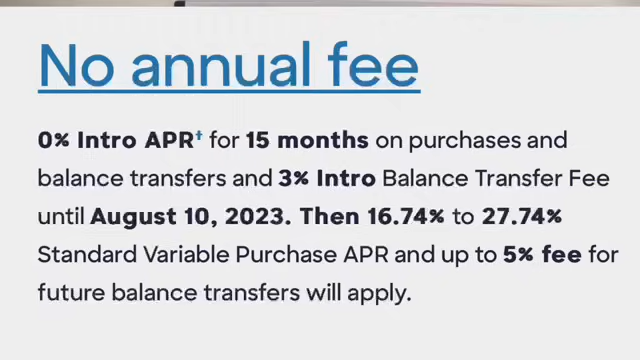 No annual fee
0% Intro APR† for 15 months on purchases and
balance transfers and 3% Intro Balance Transfer Fee
until August 10, 2023. Then 16.74% to 27.74%
Standard Variable Purchase APR and up to 5% fee for
future balance transfers will apply.